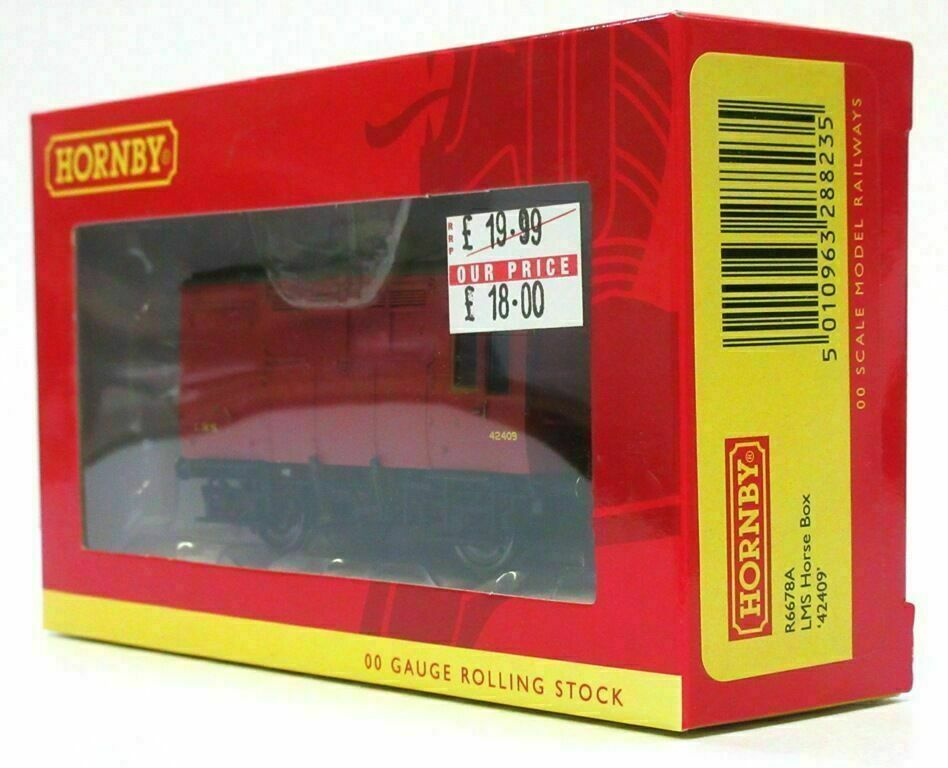 HORNBY®
RRP £ 19.99
OUR PRICE
£ 18.00
LMS
42409
00 GAUGE ROLLING STOCK
5 010963 288235
HORNBY®
R6678A
LMS Horse Box
'42409'
00 SCALE MODEL RAILWAYS